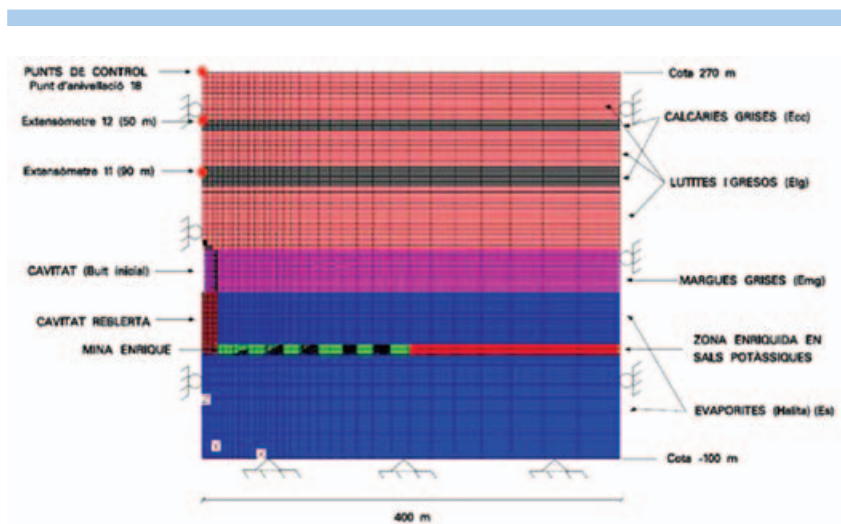 PUNTS DE CONTROL
Punt d'anivellació 18
Cota 270 m
Extensòmetre 12 (50 m)
CALCÀRIES GRISES (Ecc)
Extensòmetre 11 (90 m)
LUTITES I GRESOS (Elg)
CAVITAT (Buit inicial)
MARGUES GRISES (Emg)
CAVITAT REBLERTA
MINA ENRIQUE
ZONA ENRIQUIDA EN
SALS POTÀSSIQUES
EVAPORITES (Halita) (Es)
Cota -100 m
400 m